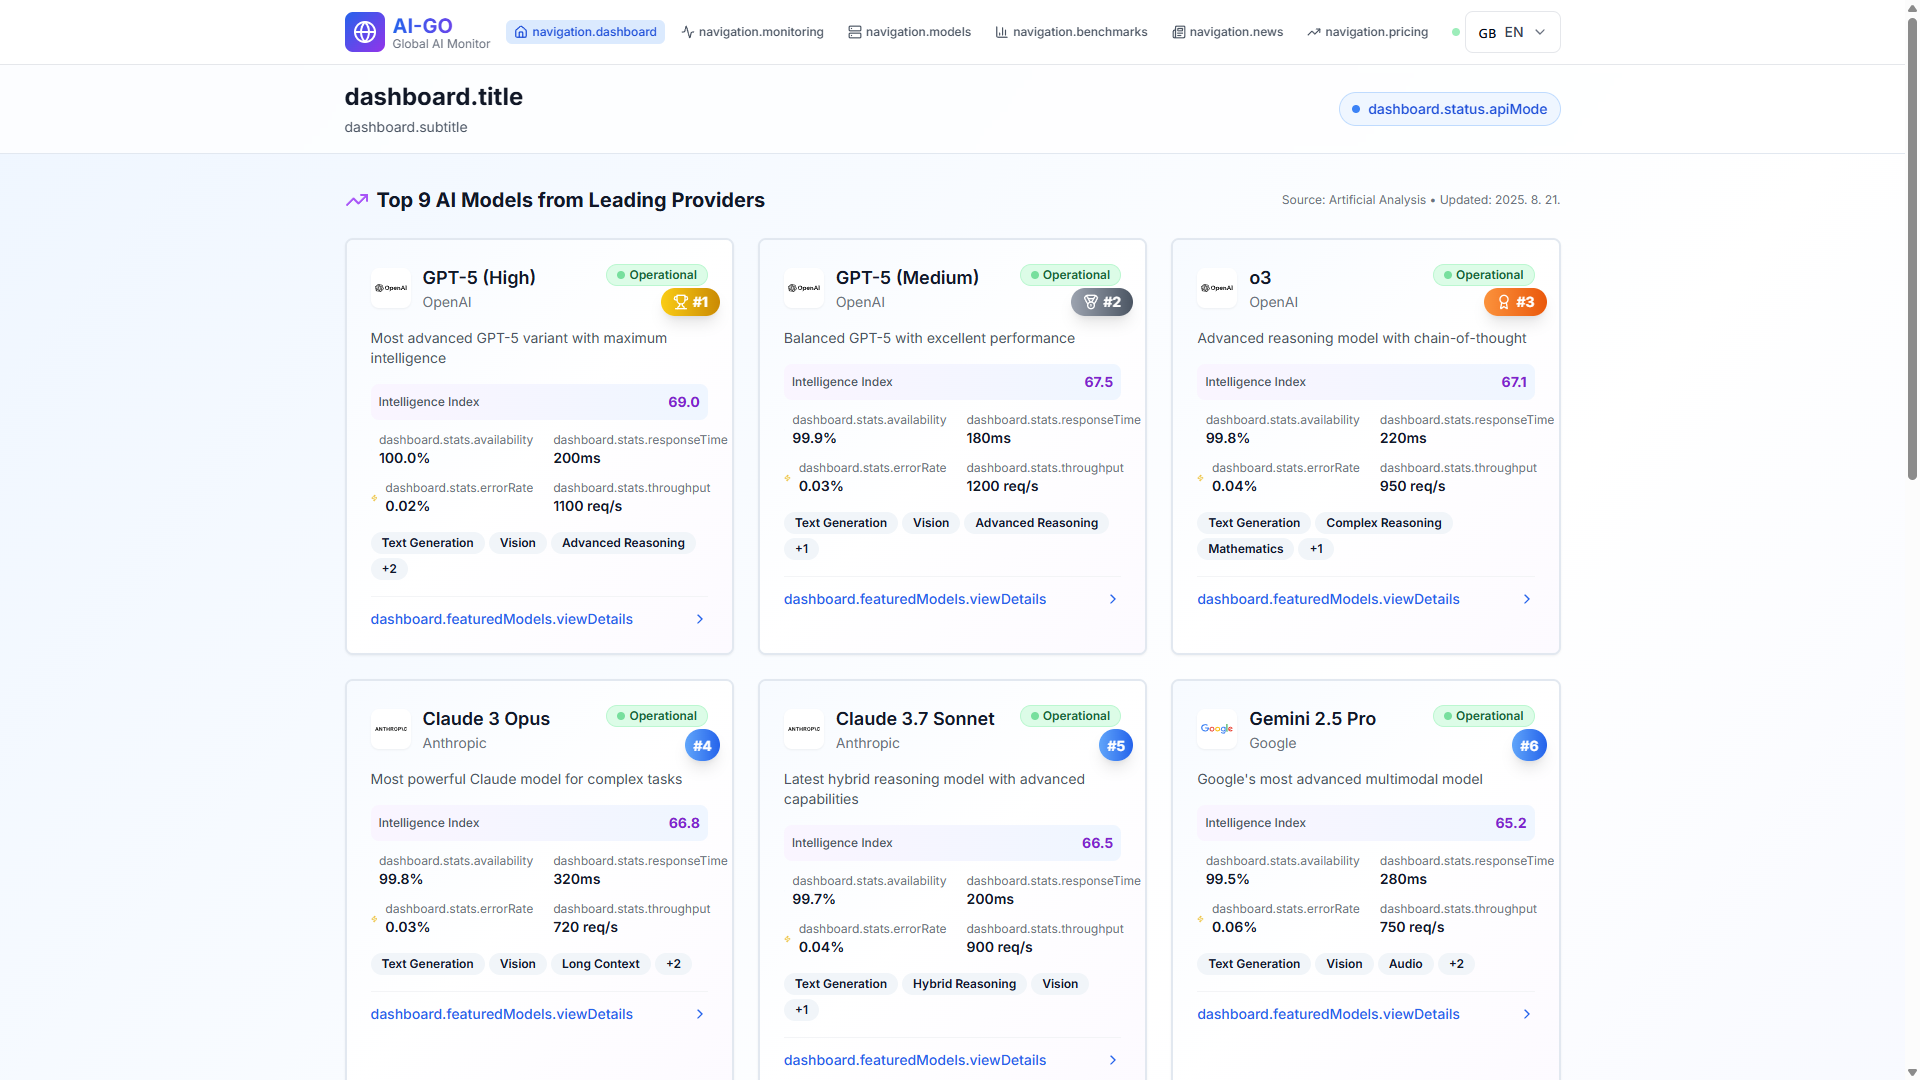 AI-GO
Global AI Monitor
navigation.dashboard
navigation.monitoring
navigation.models
navigation.benchmarks
navigation.news
navigation.pricing
GB EN
dashboard.title
dashboard.subtitle
dashboard.status.apiMode
Top 9 AI Models from Leading Providers
Source: Artificial Analysis • Updated: 2025. 8. 21.
OpenAI
GPT-5 (High)
OpenAI
Operational
#1
Most advanced GPT-5 variant with maximum
intelligence
Intelligence Index 69.0
dashboard.stats.availability
100.0%
dashboard.stats.responseTime
200ms
dashboard.stats.errorRate
0.02%
dashboard.stats.throughput
1100 req/s
Text Generation Vision Advanced Reasoning
+2
dashboard.featuredModels.viewDetails
OpenAI
GPT-5 (Medium)
OpenAI
Operational
#2
Balanced GPT-5 with excellent performance
Intelligence Index 67.5
dashboard.stats.availability
99.9%
dashboard.stats.responseTime
180ms
dashboard.stats.errorRate
0.03%
dashboard.stats.throughput
1200 req/s
Text Generation Vision Advanced Reasoning
+1
dashboard.featuredModels.viewDetails
OpenAI
o3
OpenAI
Operational
#3
Advanced reasoning model with chain-of-thought
Intelligence Index 67.1
dashboard.stats.availability
99.8%
dashboard.stats.responseTime
220ms
dashboard.stats.errorRate
0.04%
dashboard.stats.throughput
950 req/s
Text Generation Complex Reasoning
Mathematics +1
dashboard.featuredModels.viewDetails
ANTHROPIC
Claude 3 Opus
Anthropic
Operational
#4
Most powerful Claude model for complex tasks
Intelligence Index 66.8
dashboard.stats.availability
99.8%
dashboard.stats.responseTime
320ms
dashboard.stats.errorRate
0.03%
dashboard.stats.throughput
720 req/s
Text Generation Vision Long Context +2
dashboard.featuredModels.viewDetails
ANTHROPIC
Claude 3.7 Sonnet
Anthropic
Operational
#5
Latest hybrid reasoning model with advanced
capabilities
Intelligence Index 66.5
dashboard.stats.availability
99.7%
dashboard.stats.responseTime
200ms
dashboard.stats.errorRate
0.04%
dashboard.stats.throughput
900 req/s
Text Generation Hybrid Reasoning Vision
+1
dashboard.featuredModels.viewDetails
Google
Gemini 2.5 Pro
Google
Operational
#6
Google's most advanced multimodal model
Intelligence Index 65.2
dashboard.stats.availability
99.5%
dashboard.stats.responseTime
280ms
dashboard.stats.errorRate
0.06%
dashboard.stats.throughput
750 req/s
Text Generation Vision Audio +2
dashboard.featuredModels.viewDetails